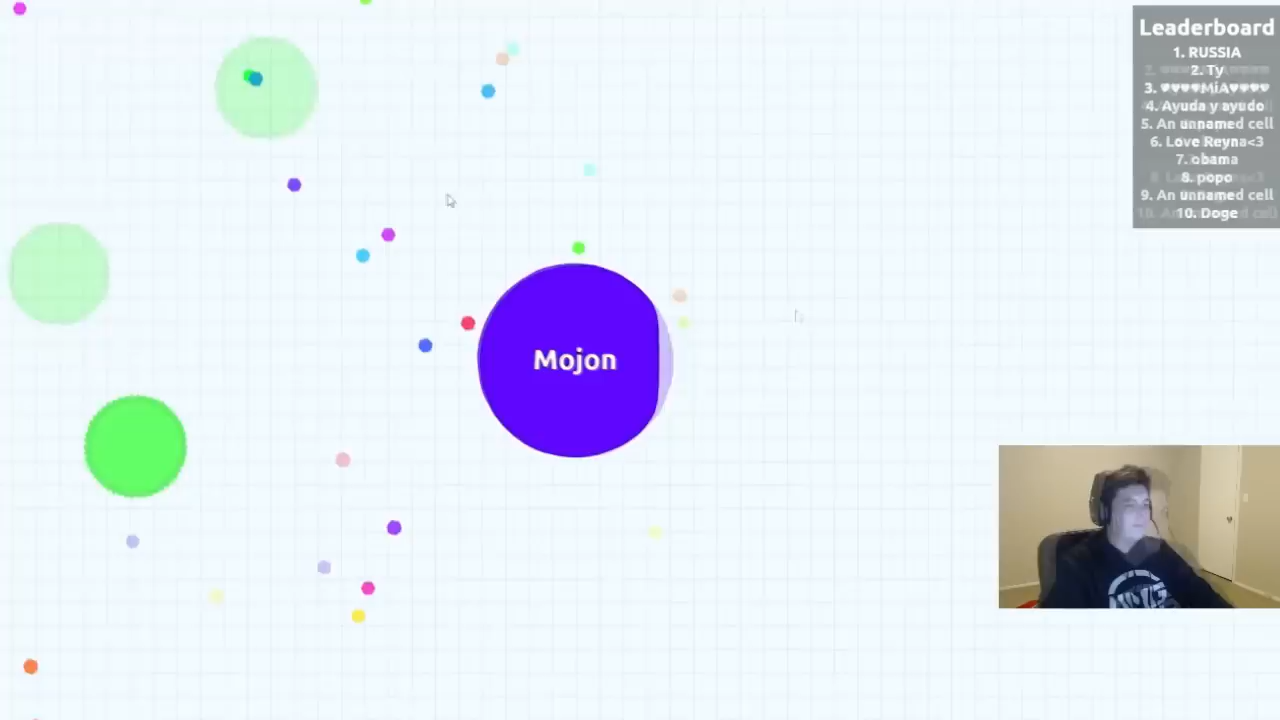 Leaderboard
1. RUSSIA
2. Ty
3. ♥♥♥♥MiA♥♥♥♥
4. Ayuda y ayudo
5. An unnamed cell
6. Love Reyna<3
7. obama
8. popo
9. An unnamed cell
10. Doge
Mojon